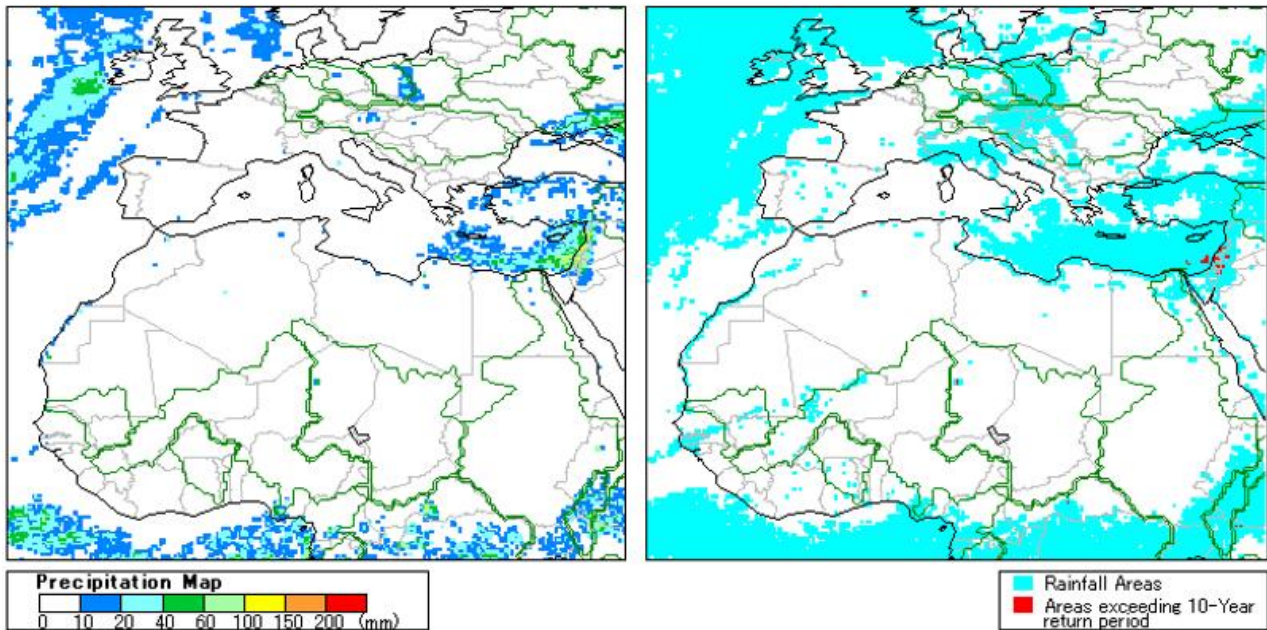 Precipitation Map
0 10 20 40 60 100 150 200 (mm)
Rainfall Areas
Areas exceeding 10-Year
return period